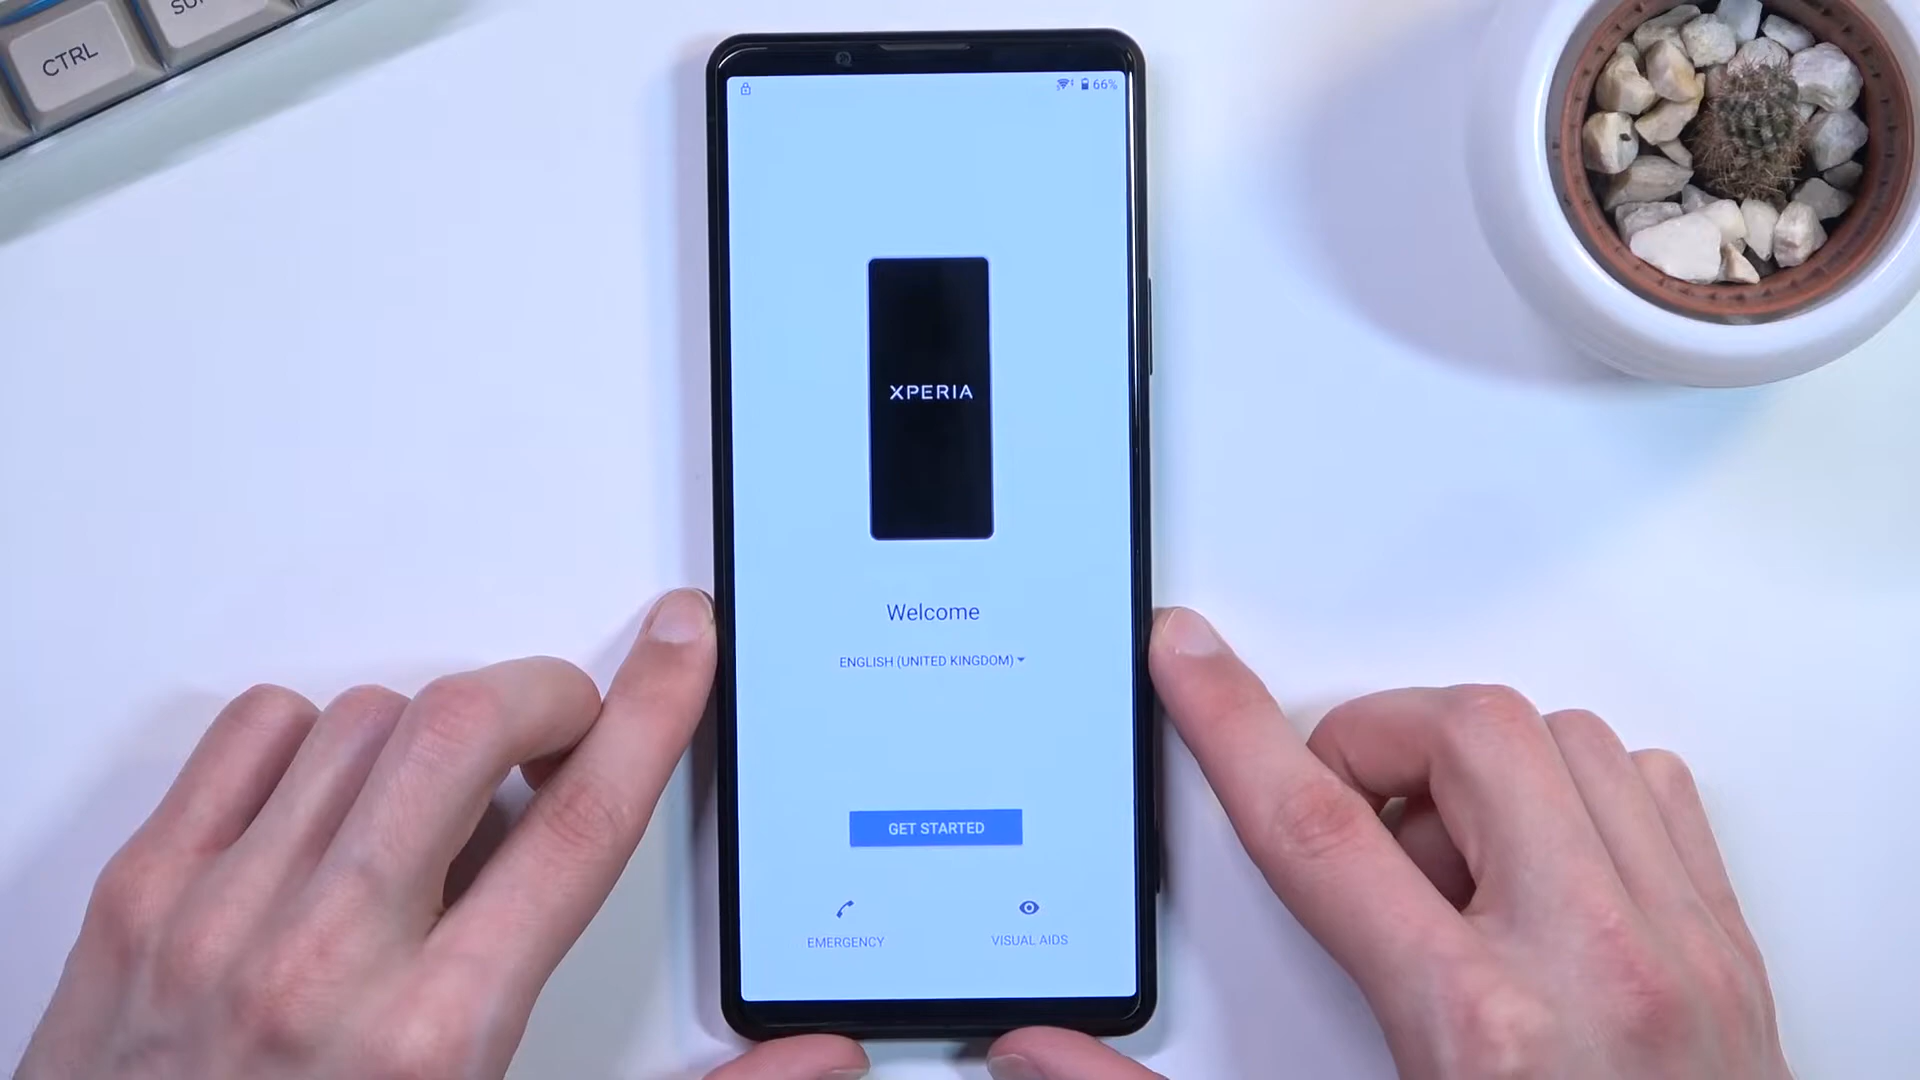 CTRL
66%
XPERIA
Welcome
ENGLISH (UNITED KINGDOM)
GET STARTED
EMERGENCY
VISUAL AIDS